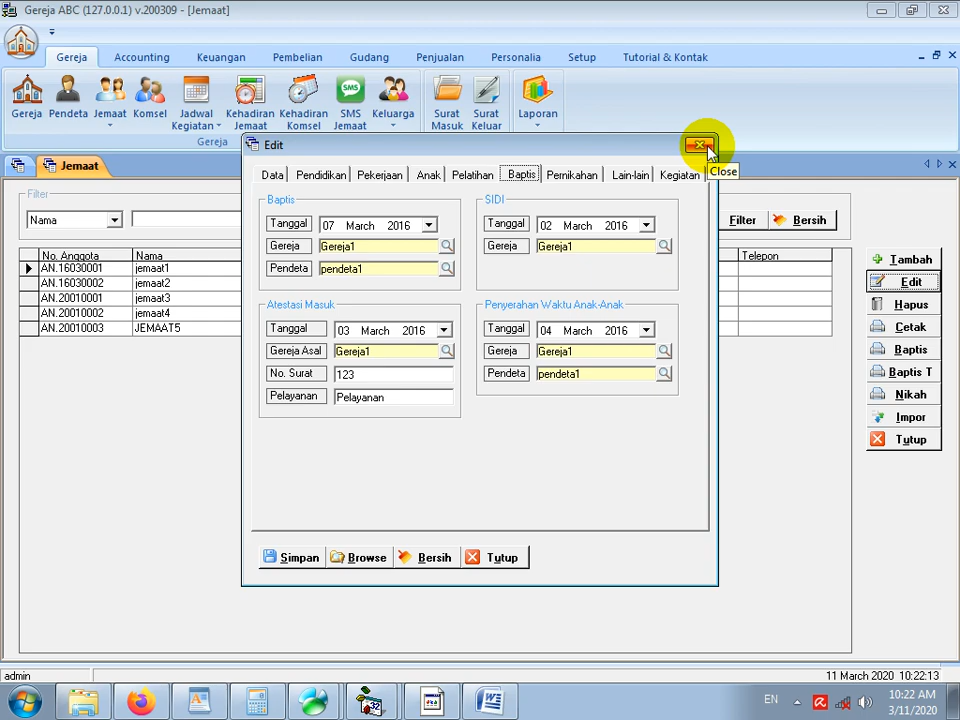 Gereja ABC (127.0.0.1) v.200309 - [Jemaat]
Gereja Accounting Keuangan Pembelian Gudang Penjualan Personalia Setup Tutorial & Kontak
Gereja Pendeta Jemaat Komsel Jadwal Kegiatan Kehadiran Jemaat Kehadiran Komsel SMS Jemaat Keluarga Surat Masuk Surat Keluar Laporan
SMS
Gereja
Edit
Close
Jemaat
Data Pendidikan Pekerjaan Anak Pelatihan Baptis Pernikahan Lain-lain Kegiatan
Filter
Nama
Filter Bersih
No. Anggota Nama Telepon
AN.16030001 jemaat1
AN.16030002 jemaat2
AN.20010001 jemaat3
AN.20010002 jemaat4
AN.20010003 JEMAAT5
Baptis
Tanggal 07 March 2016
Gereja Gereja1
Pendeta pendeta1
SIDI
Tanggal 02 March 2016
Gereja Gereja1
Atestasi Masuk
Tanggal 03 March 2016
Gereja Asal Gereja1
No. Surat 123
Pelayanan Pelayanan
Penyerahan Waktu Anak-Anak
Tanggal 04 March 2016
Gereja Gereja1
Pendeta pendeta1
Simpan Browse Bersih Tutup
Tambah
Edit
Hapus
Cetak
Baptis
Baptis T
Nikah
Impor
Tutup
admin 11 March 2020 10:22:13
32
EN
10:22 AM
3/11/2020